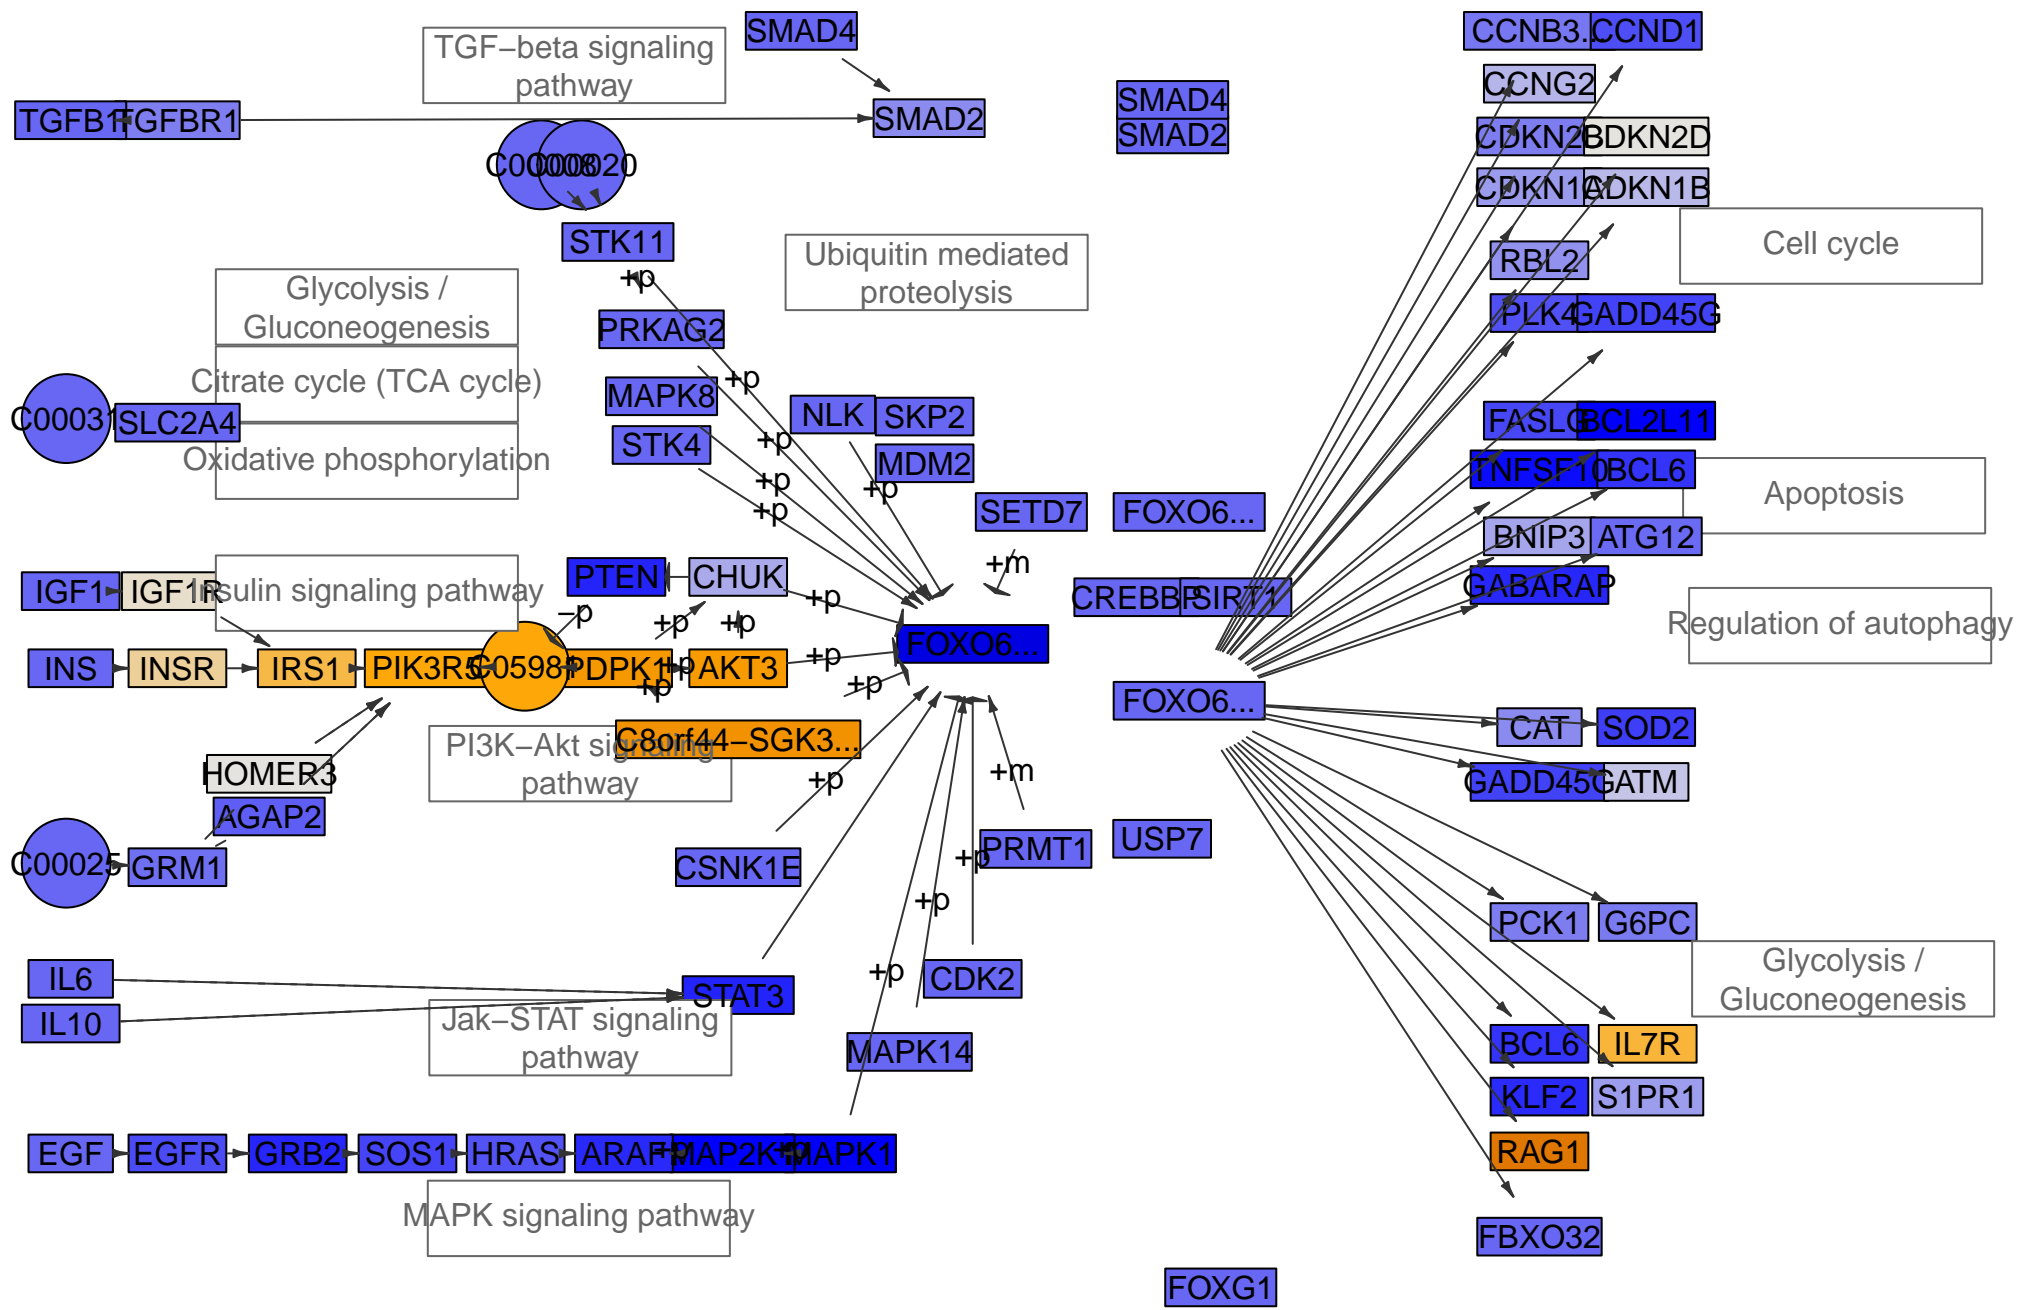 SMAD4
CCNB3...
CCND1
TGF−beta signaling
pathway
CCNG2
SMAD4
TGFB1
TGFBR1
SMAD2
SMAD2
CDKN2B
CDKN2D
C00020
CDKN1A
CDKN1B
STK11
Ubiquitin mediated
proteolysis
Cell cycle
RBL2
+p
Glycolysis /
Gluconeogenesis
PRKAG2
PLK4
GADD45G
Citrate cycle (TCA cycle)
+p
MAPK8
NLK
SKP2
C00031
SLC2A4
FASLG
BCL2L11
STK4
+p
Oxidative phosphorylation
MDM2
TNFSF10
BCL6
+p
+p
Apoptosis
+p
SETD7
FOXO6...
BNIP3
ATG12
+m
IGF1
IGF1R
Insulin signaling pathway
PTEN
CHUK
+p
CREBBP
SIRT1
GABARAP
−p
+p
+p
Regulation of autophagy
FOXO6...
INS
INSR
IRS1
PIK3R5
C05981
PDPK1
+p
AKT3
+p
+p
+p
FOXO6...
CAT
SOD2
C8orf44−SGK3...
PI3K−Akt signaling
pathway
HOMER3
+p
+m
GADD45G
GATM
AGAP2
USP7
PRMT1
C00025
GRM1
CSNK1E
+p
+p
PCK1
G6PC
IL6
+p
CDK2
STAT3
Glycolysis /
Gluconeogenesis
IL10
Jak−STAT signaling
pathway
MAPK14
BCL6
IL7R
KLF2
S1PR1
EGF
EGFR
GRB2
SOS1
HRAS
ARAF
+p
MAP2K1
+p
MAPK1
RAG1
MAPK signaling pathway
FBXO32
FOXG1